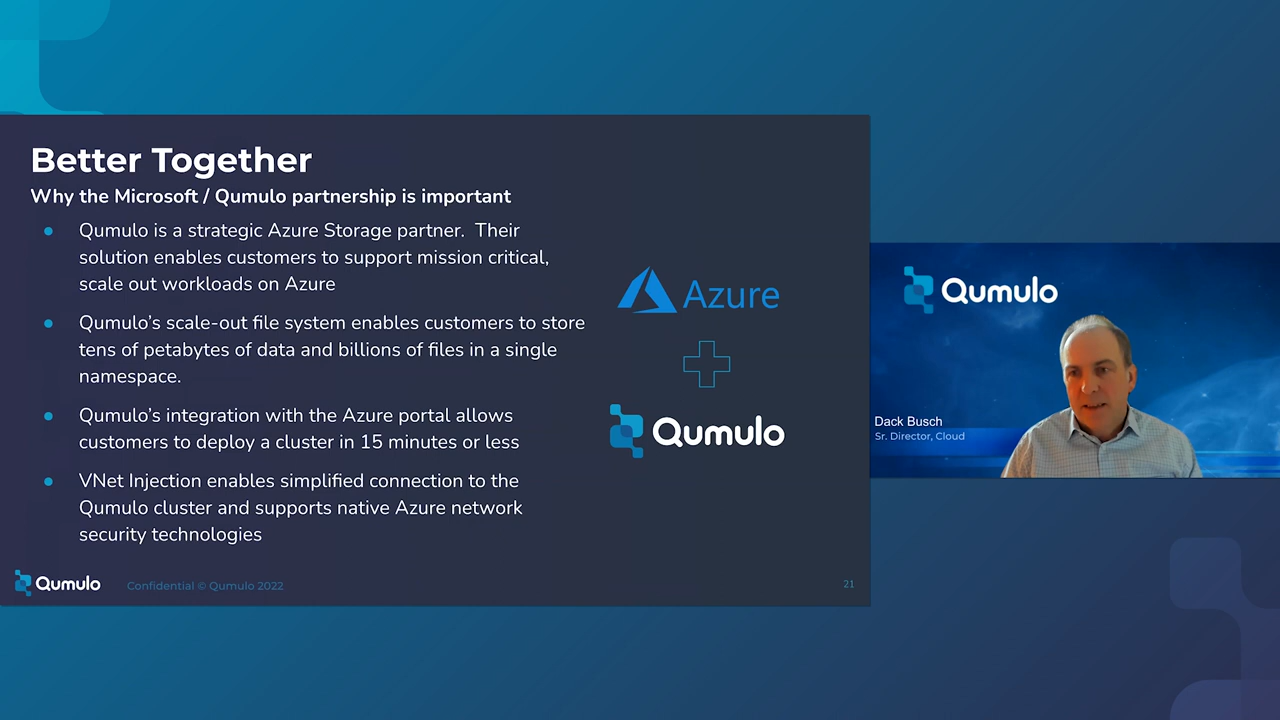 Better Together
Why the Microsoft / Qumulo partnership is important
● Qumulo is a strategic Azure Storage partner.  Their
solution enables customers to support mission critical,
scale out workloads on Azure
● Qumulo's scale-out file system enables customers to store
tens of petabytes of data and billions of files in a single
namespace.
● Qumulo's integration with the Azure portal allows
customers to deploy a cluster in 15 minutes or less
● VNet Injection enables simplified connection to the
Qumulo cluster and supports native Azure network
security technologies
Azure
Qumulo
Qumulo
Confidential © Qumulo 2022
21
Qumulo
Dack Busch
Sr. Director, Cloud